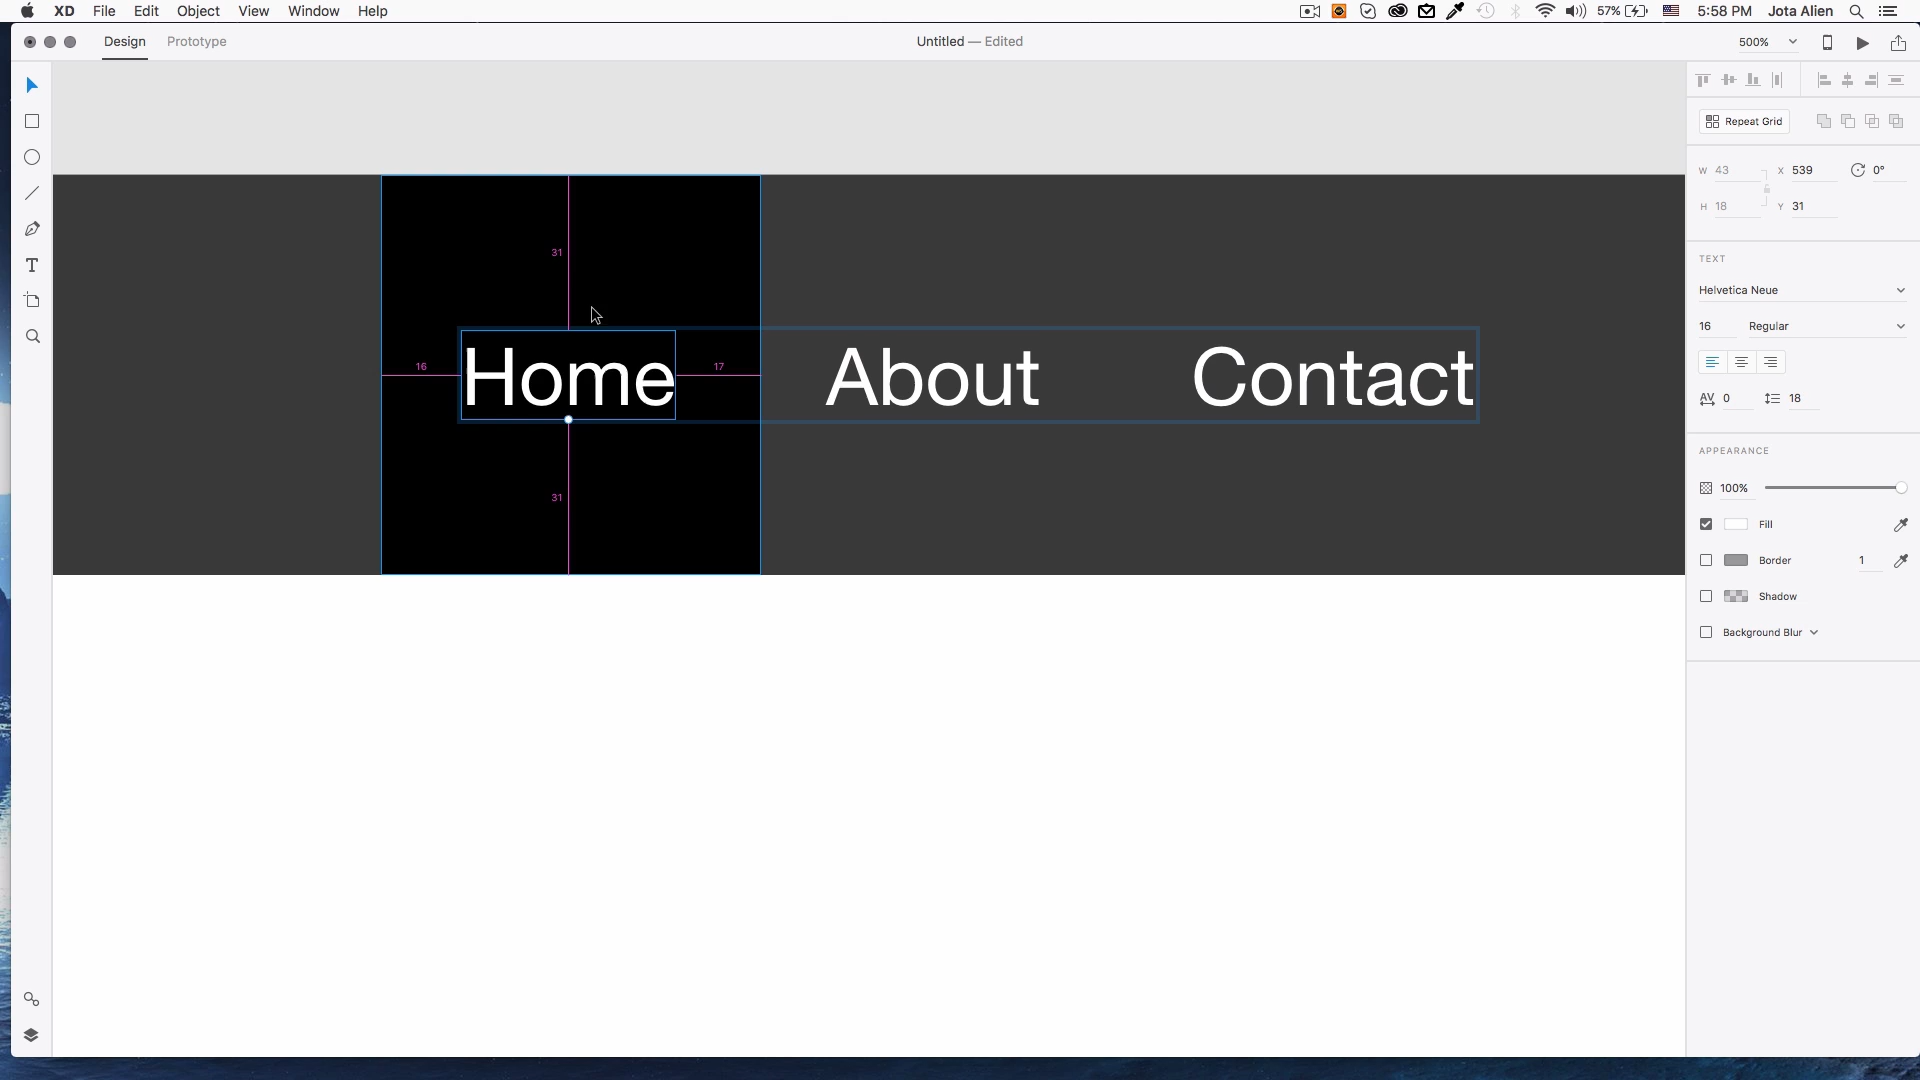 XD File Edit Object View Window Help 57% 5:58 PM Jota Alien
Design Prototype Untitled — Edited 500%
Repeat Grid
W 43 X 539 0°
H 18 Y 31
TEXT
Helvetica Neue
16 Regular
AV 0 18
APPEARANCE
100%
Fill
Border 1
Shadow
Background Blur
31
16 Home 17 About Contact
31